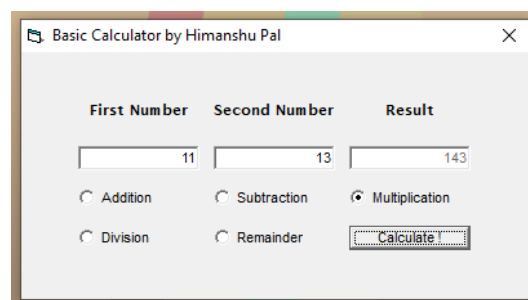 Basic Calculator by Himanshu Pal
First Number Second Number Result
11 13 143
Addition Subtraction Multiplication
Division Remainder Calculate !